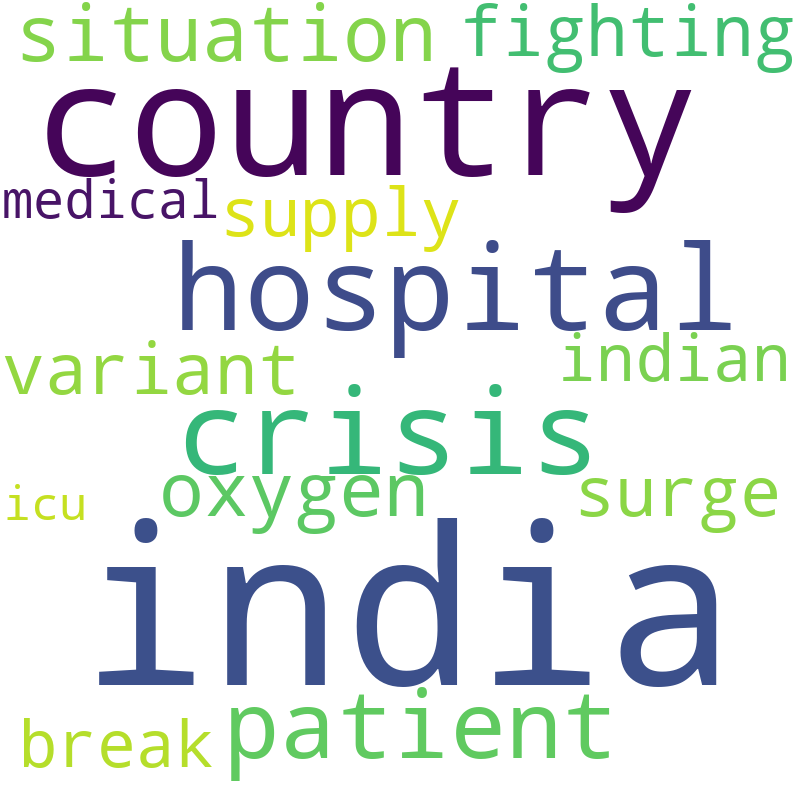 situation fighting
country
medical supply
hospital
variant indian
crisis
icu oxygen surge
india
break patient